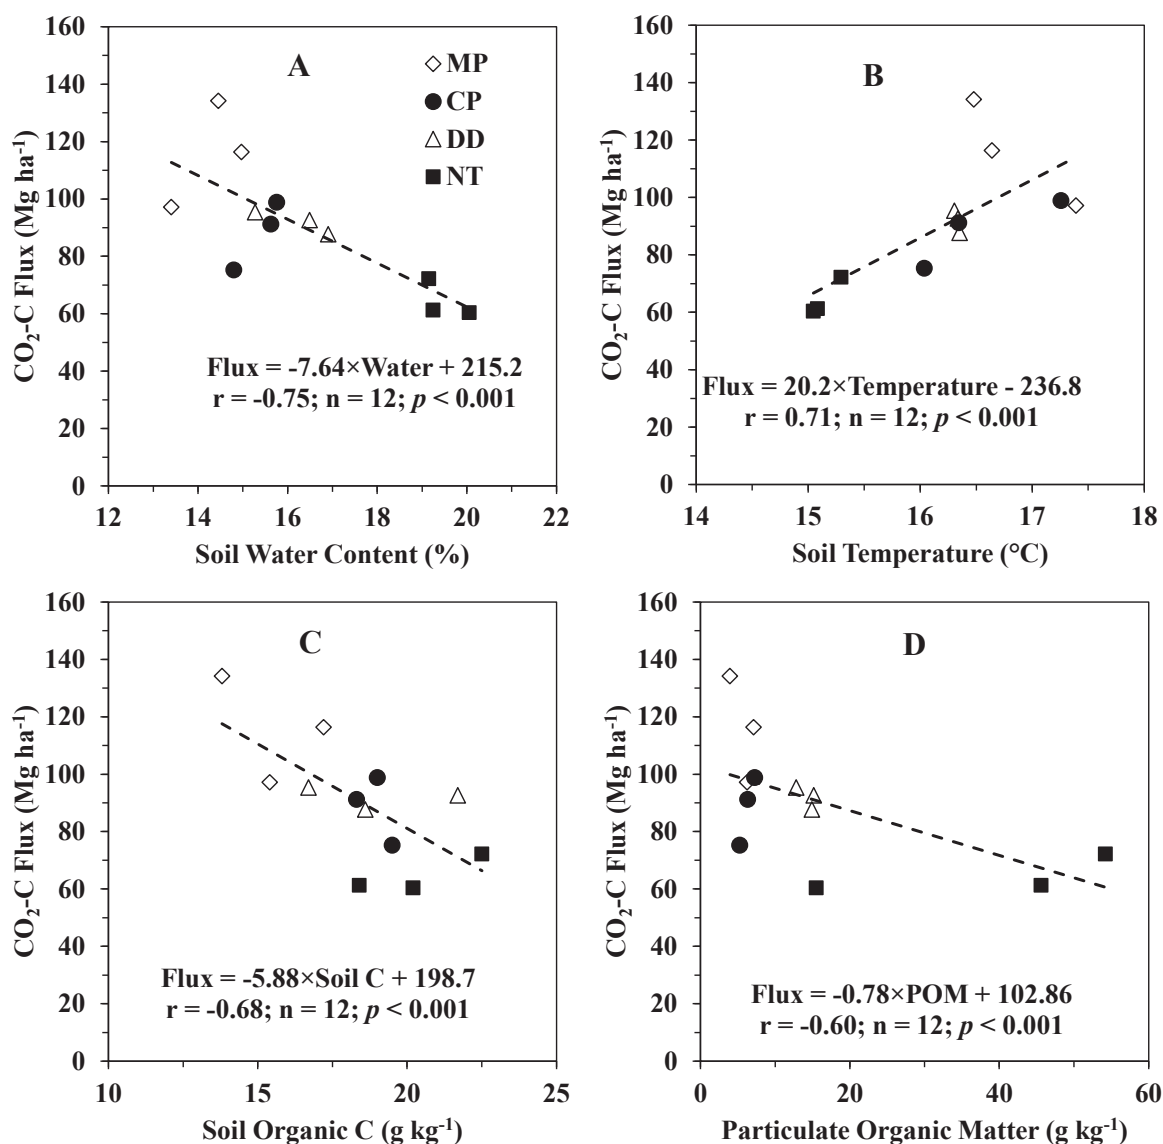 160
140
120
100
80
60
40
20
0
CO₂-C Flux (Mg ha⁻¹)
A
MP
CP
DD
NT
Flux = -7.64×Water + 215.2
r = -0.75; n = 12; p < 0.001
12 14 16 18 20 22
Soil Water Content (%)
160
140
120
100
80
60
40
20
0
CO₂-C Flux (Mg ha⁻¹)
B
Flux = 20.2×Temperature - 236.8
r = 0.71; n = 12; p < 0.001
14 15 16 17 18
Soil Temperature (°C)
160
140
120
100
80
60
40
20
0
CO₂-C Flux (Mg ha⁻¹)
C
Flux = -5.88×Soil C + 198.7
r = -0.68; n = 12; p < 0.001
10 15 20 25
Soil Organic C (g kg⁻¹)
160
140
120
100
80
60
40
20
0
CO₂-C Flux (Mg ha⁻¹)
D
Flux = -0.78×POM + 102.86
r = -0.60; n = 12; p < 0.001
0 20 40 60
Particulate Organic Matter (g kg⁻¹)